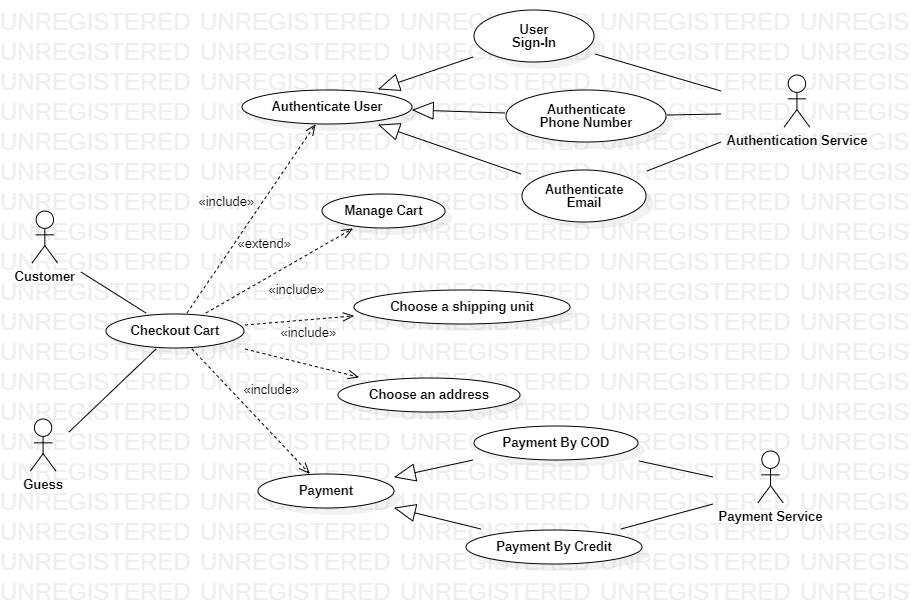 UNREGISTERED
User
Sign-In
Authenticate User
Authenticate
Phone Number
Authentication Service
Authenticate
Email
«include»
Manage Cart
«extend»
Customer
«include»
Choose a shipping unit
Checkout Cart
«include»
«include»
Choose an address
Guess
Payment By COD
Payment
Payment Service
Payment By Credit